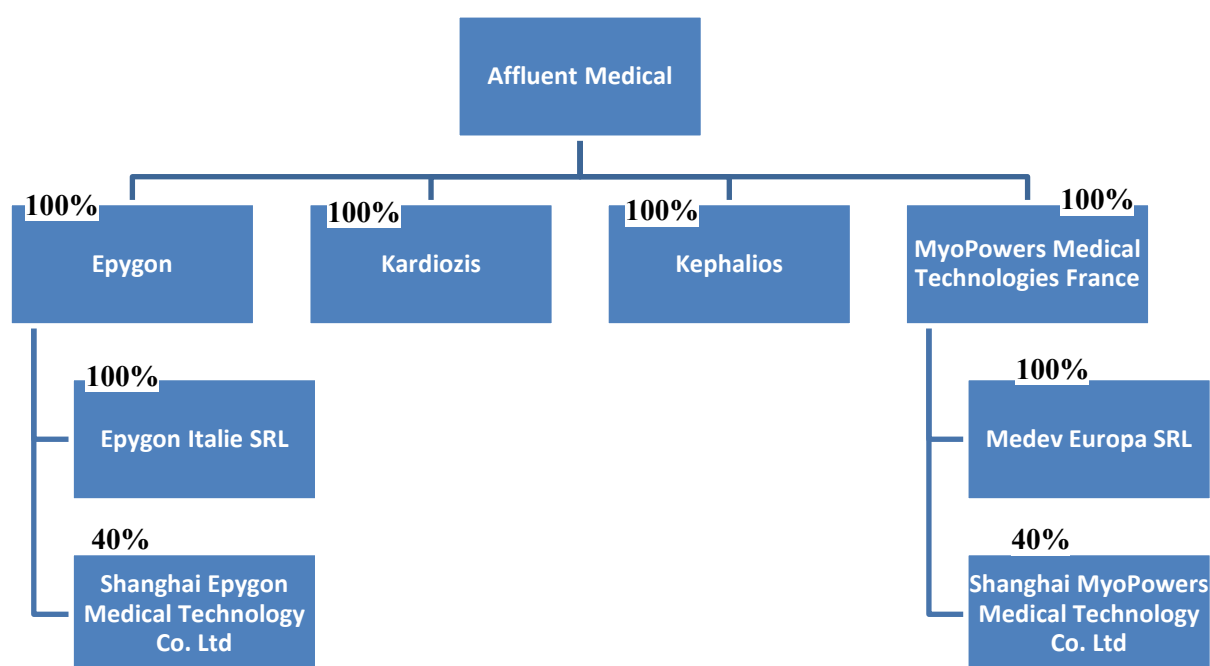 Affluent Medical
100%
Epygon
100%
Kardiozis
100%
Kephalios
100%
MyoPowers Medical
Technologies France
100%
Epygon Italie SRL
40%
Shanghai Epygon
Medical Technology
Co. Ltd
100%
Medev Europa SRL
40%
Shanghai MyoPowers
Medical Technology
Co. Ltd